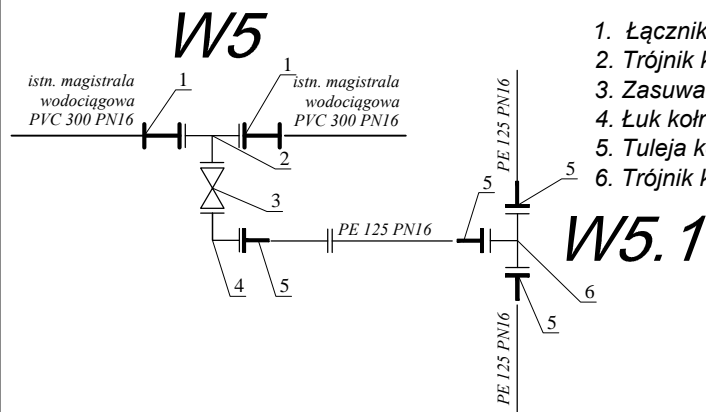 W5
istn. magistrala
wodociągowa
PVC 300 PN16
1
1
istn. magistrala
wodociągowa
PVC 300 PN16
2
3
4
5
PE 125 PN16
5
PE 125 PN16
5
W5.1
6
5
PE 125 PN16
1. Łącznik
2. Trójnik k
3. Zasuwa
4. Łuk kołn
5. Tuleja k
6. Trójnik k